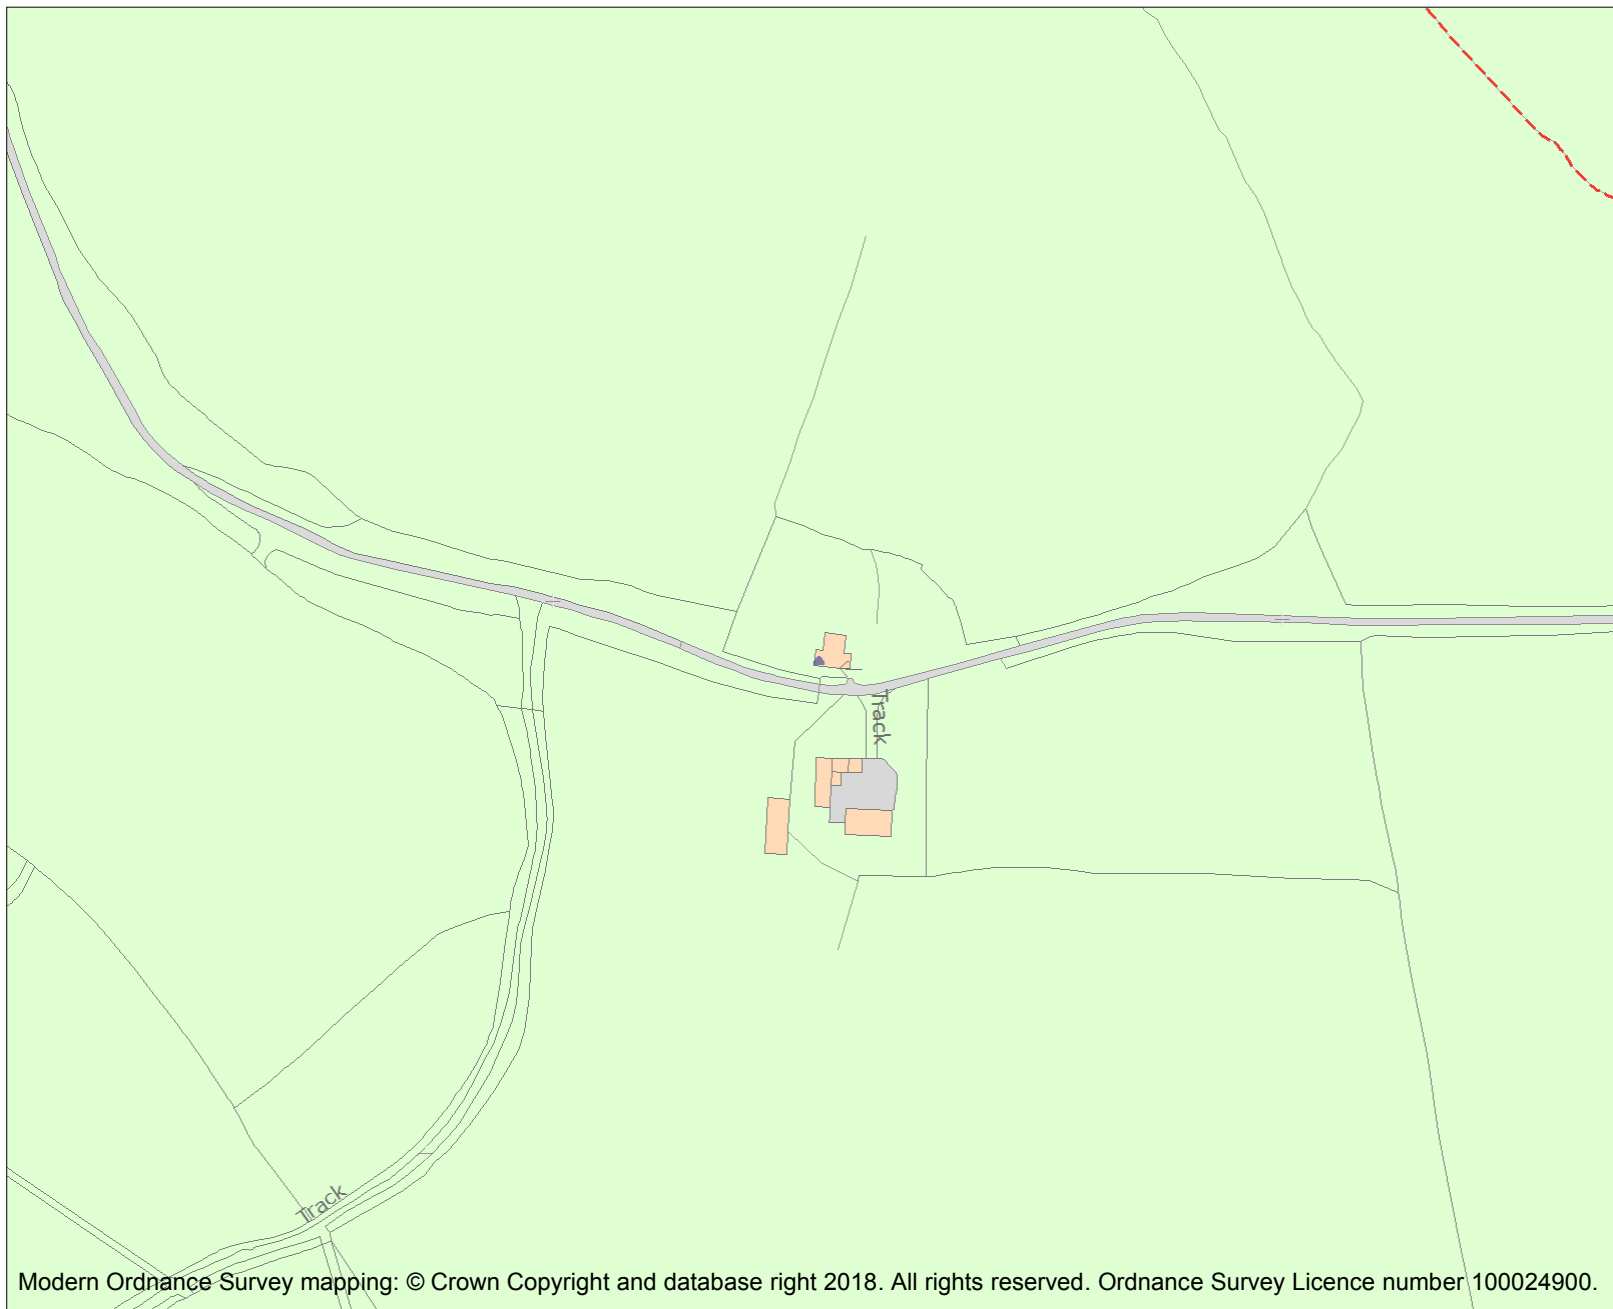 Track
Track
Modern Ordnance Survey mapping: © Crown Copyright and database right 2018. All rights reserved. Ordnance Survey Licence number 100024900.